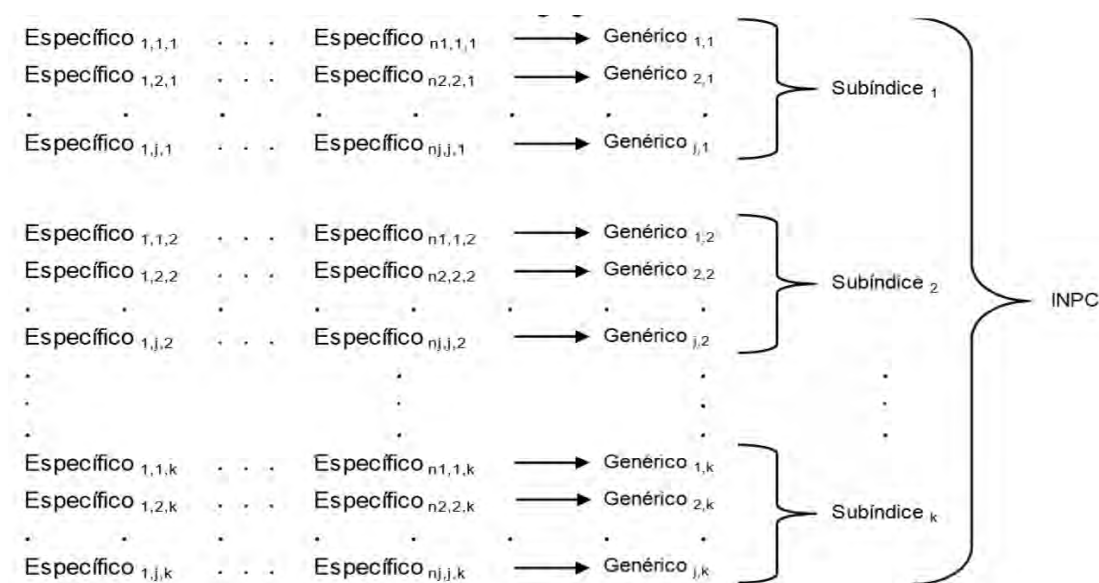 Específico 1,1,1 . . . Específico n1,1,1 Genérico 1,1
Específico 1,2,1 . . . Específico n2,2,1 Genérico 2,1
Subíndice 1
. . . . . . . .
Específico 1,j,1 . . . Específico nj,j,1 Genérico j,1
Específico 1,1,2 . . . Específico n1,1,2 Genérico 1,2
Específico 1,2,2 . . . Específico n2,2,2 Genérico 2,2
Subíndice 2
INPC
. . . . . . . .
Específico 1,j,2 . . . Específico nj,j,2 Genérico j,2
. . . .
. . . .
. . . .
Específico 1,1,k . . . Específico n1,1,k Genérico 1,k
Específico 1,2,k . . . Específico n2,2,k Genérico 2,k
Subíndice k
. . . . . . . .
Específico 1,j,k . . . Específico nj,j,k Genérico j,k